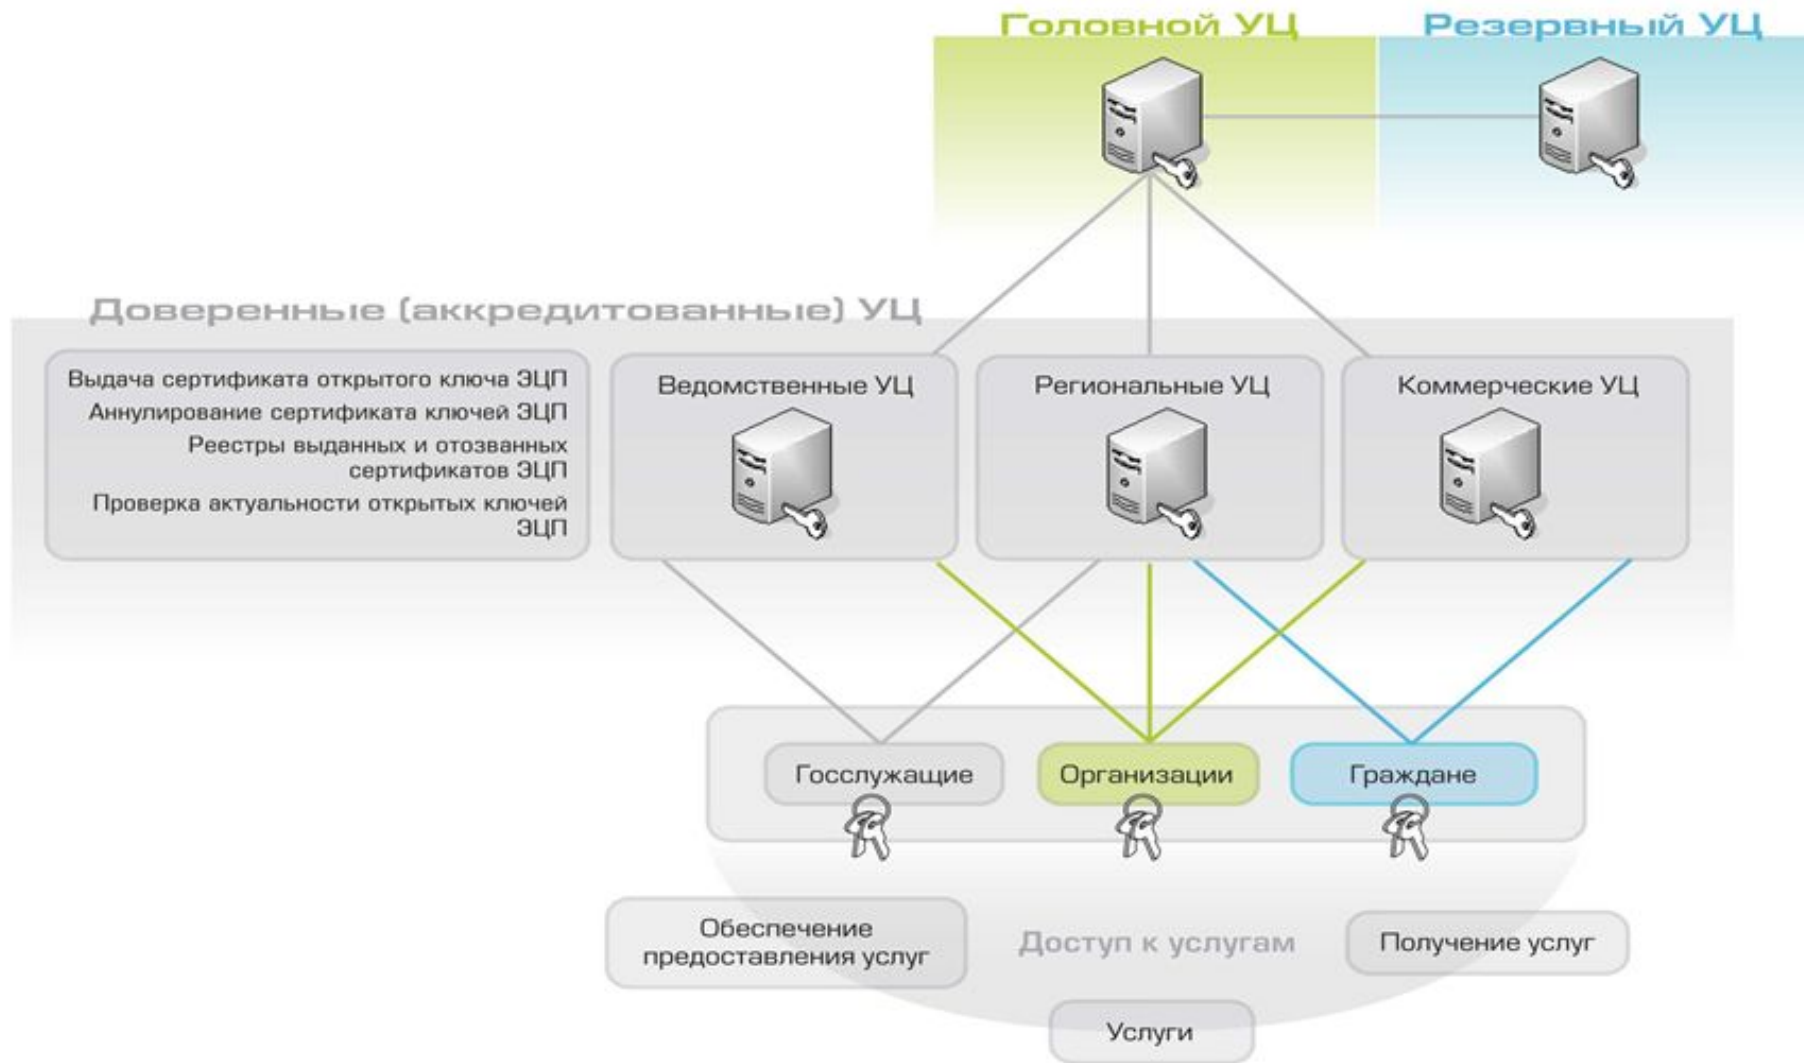 Головной УЦ
Резервный УЦ
Доверенные (аккредитованные) УЦ
Выдача сертификата открытого ключа ЭЦП
Аннулирование сертификата ключей ЭЦП
Реестры выданных и отозванных
сертификатов ЭЦП
Проверка актуальности открытых ключей
ЭЦП
Ведомственные УЦ
Региональные УЦ
Коммерческие УЦ
Госслужащие
Организации
Граждане
Обеспечение
предоставления услуг
Доступ к услугам
Получение услуг
Услуги